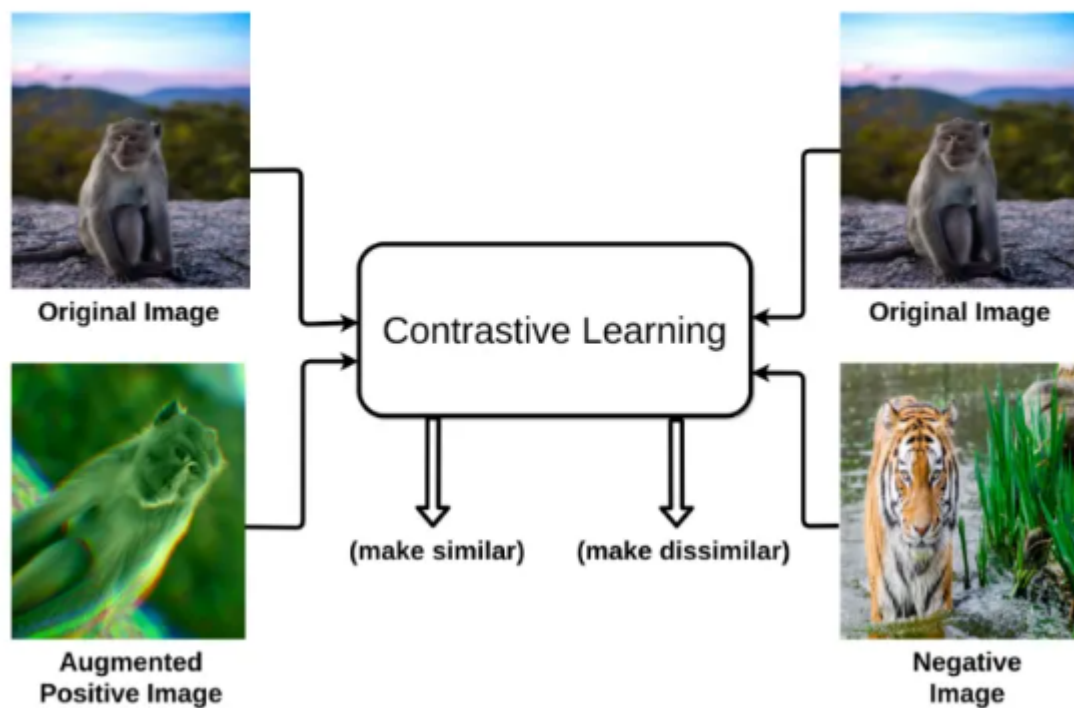 Original Image
Original Image
Contrastive Learning
(make similar)
(make dissimilar)
Augmented
Positive Image
Negative
Image